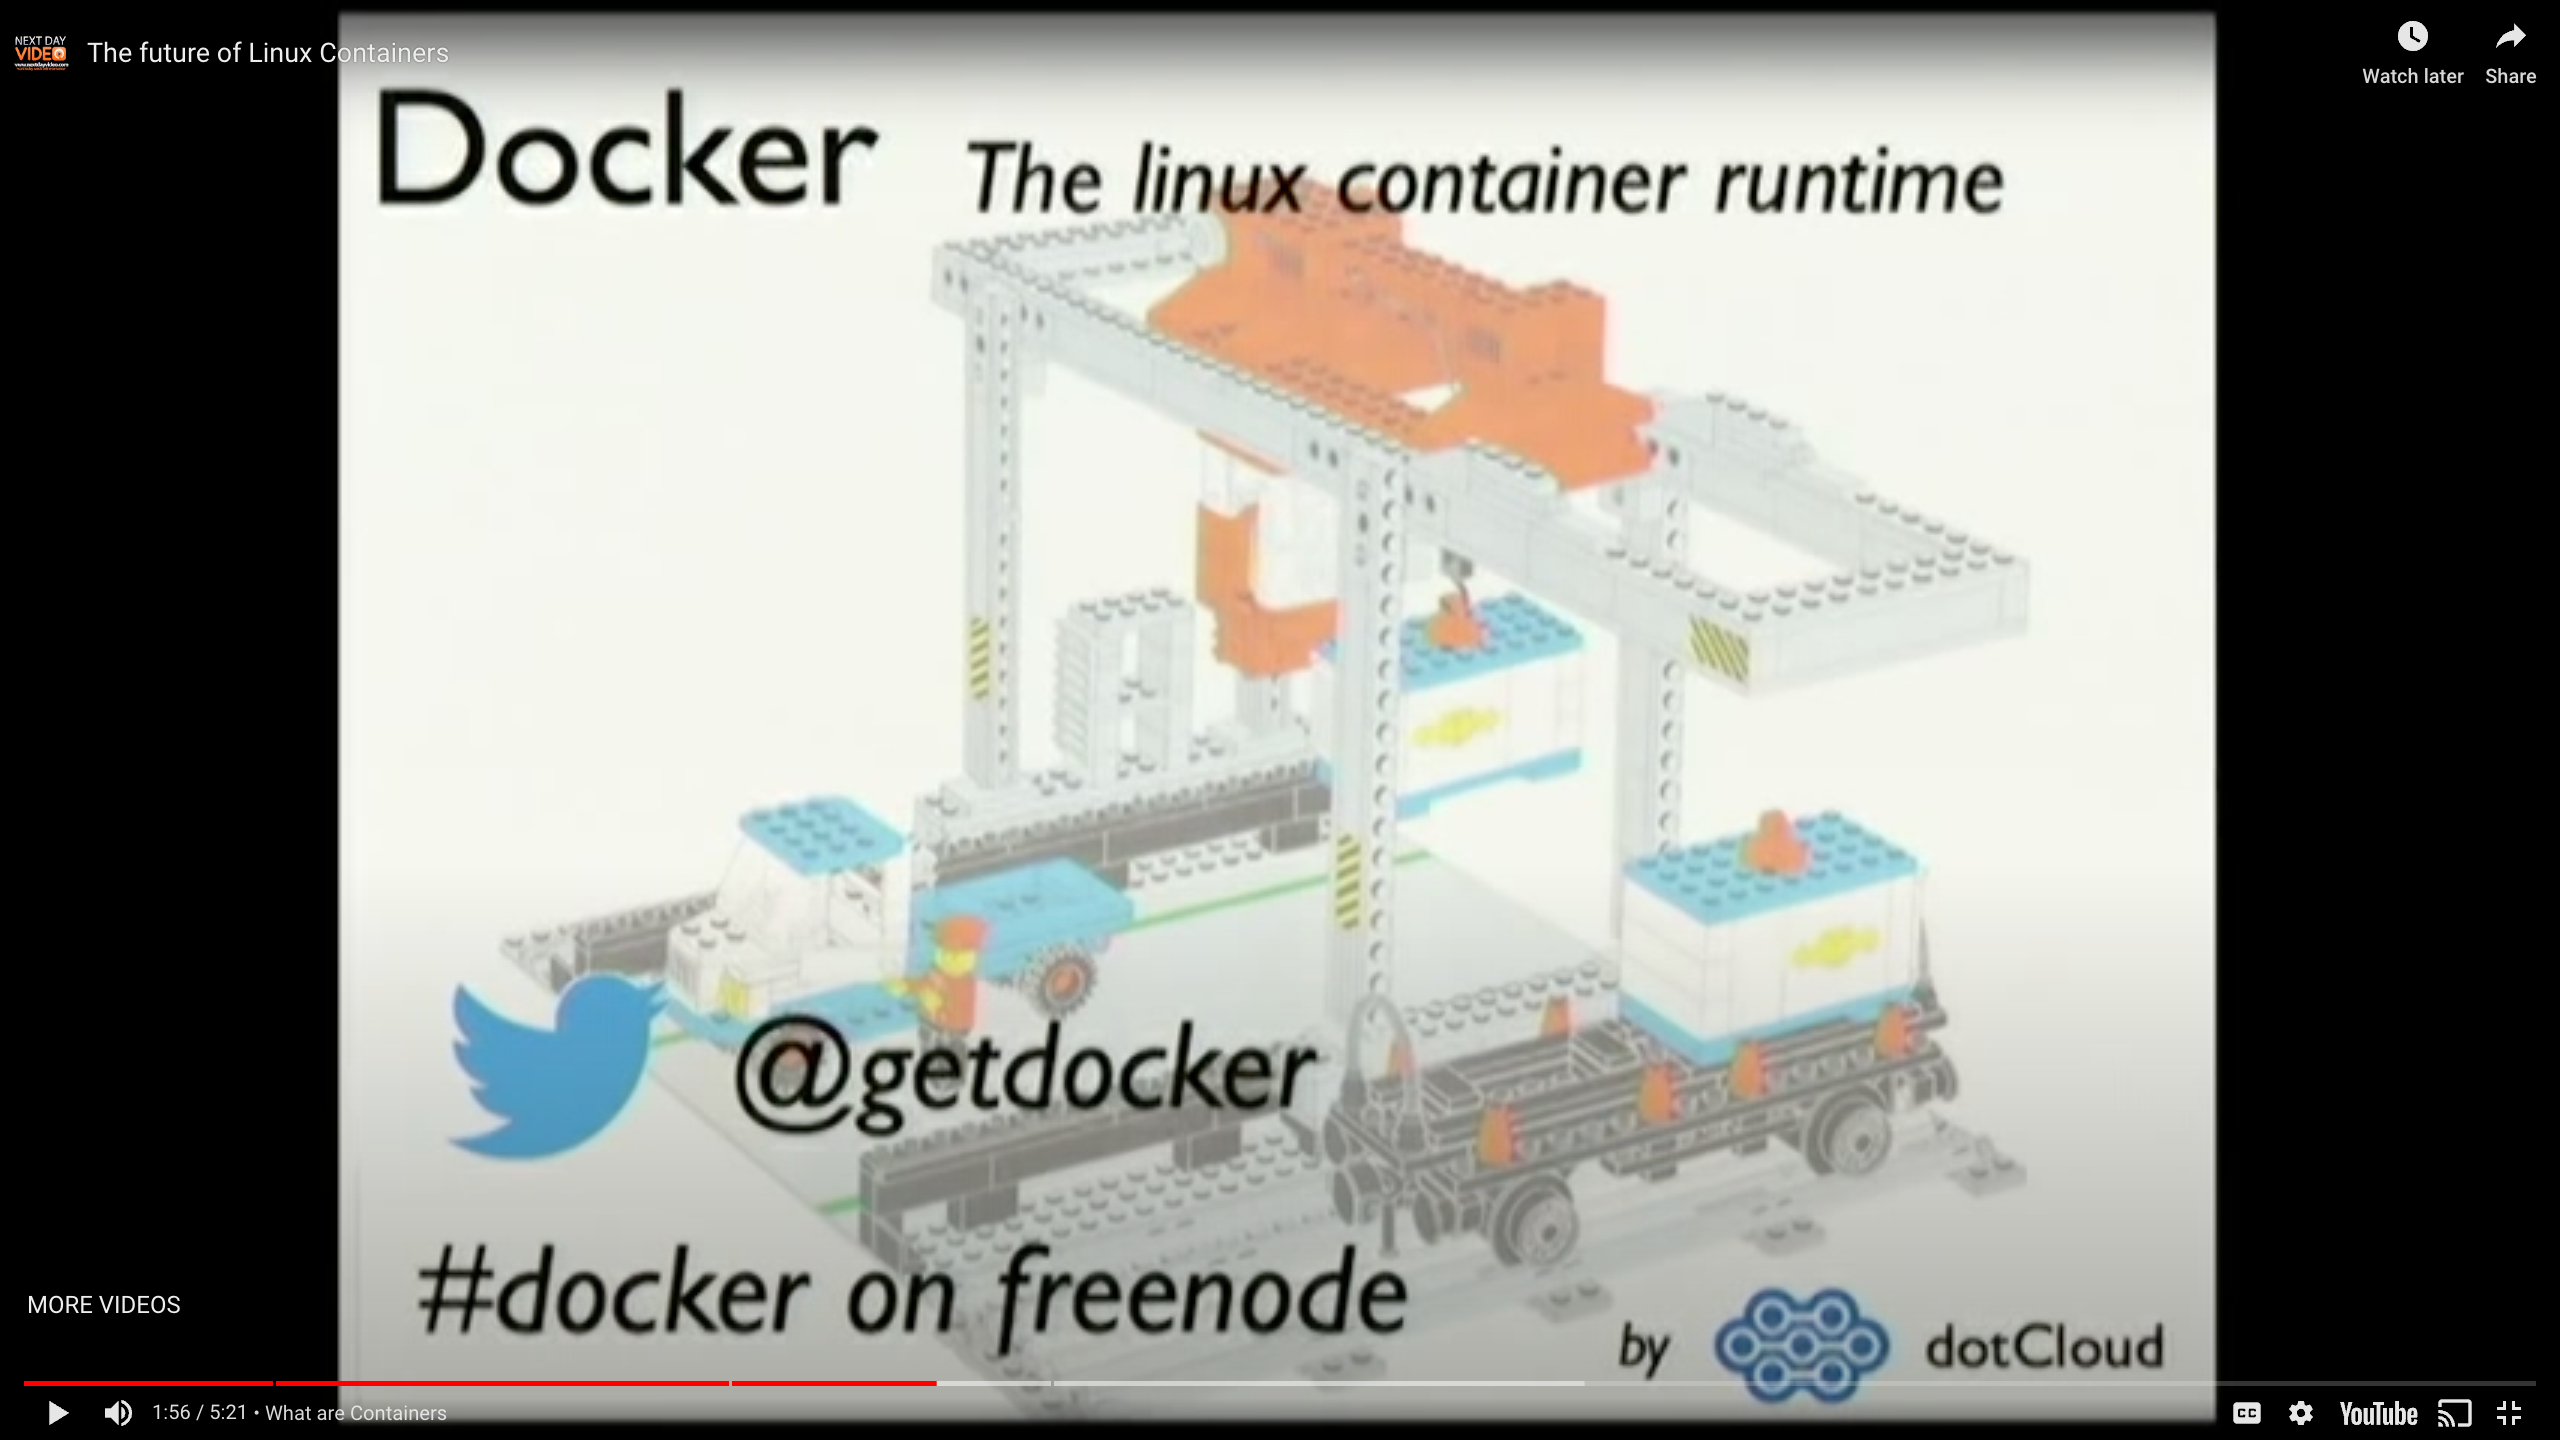 NEXT DAY
VIDEO
The future of Linux Containers
Watch later
Share
Docker
The linux container runtime
@getdocker
#docker on freenode
MORE VIDEOS
by dotCloud
1:56 / 5:21 • What are Containers
CC
YouTube